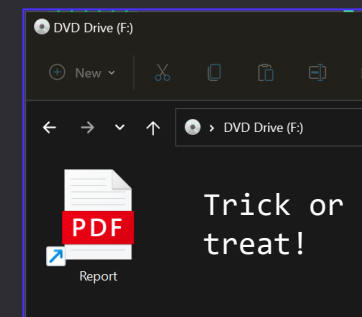 DVD Drive (F:)
New
DVD Drive (F:)
PDF
Report
Trick or
treat!